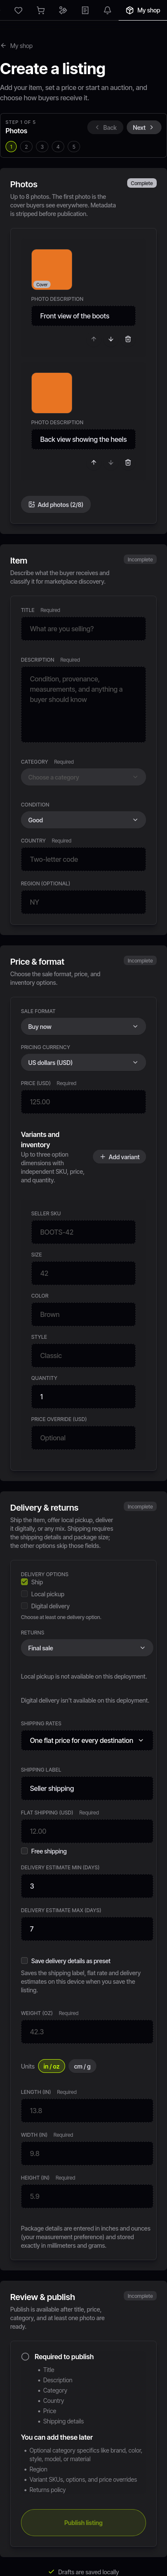 My shop
My shop
Create a listing
Add your item, set a price or start an auction, and
choose how buyers receive it.
STEP 1 OF 5
Photos
Back
Next
1 2 3 4 5
Photos
Complete
Up to 8 photos. The first photo is the
cover buyers see everywhere. Metadata
is stripped before publication.
Cover
PHOTO DESCRIPTION
Front view of the boots
PHOTO DESCRIPTION
Back view showing the heels
Add photos (2/8)
Item
Incomplete
Describe what the buyer receives and
classify it for marketplace discovery.
TITLE Required
What are you selling?
DESCRIPTION Required
Condition, provenance,
measurements, and anything a
buyer should know
CATEGORY Required
Choose a category
CONDITION
Good
COUNTRY Required
Two-letter code
REGION (OPTIONAL)
NY
Price & format
Incomplete
Choose the sale format, price, and
inventory options.
SALE FORMAT
Buy now
PRICING CURRENCY
US dollars (USD)
PRICE (USD) Required
125.00
Variants and
inventory
Up to three option
dimensions with
independent SKU, price,
and quantity.
Add variant
SELLER SKU
BOOTS-42
SIZE
42
COLOR
Brown
STYLE
Classic
QUANTITY
1
PRICE OVERRIDE (USD)
Optional
Delivery & returns
Incomplete
Ship the item, offer local pickup, deliver
it digitally, or any mix. Shipping requires
the shipping details and package size;
the other options skip those fields.
DELIVERY OPTIONS
Ship
Local pickup
Digital delivery
Choose at least one delivery option.
RETURNS
Final sale
Local pickup is not available on this deployment.
Digital delivery isn't available on this deployment.
SHIPPING RATES
One flat price for every destination
SHIPPING LABEL
Seller shipping
FLAT SHIPPING (USD) Required
12.00
Free shipping
DELIVERY ESTIMATE MIN (DAYS)
3
DELIVERY ESTIMATE MAX (DAYS)
7
Save delivery details as preset
Saves the shipping label, flat rate and delivery
estimates on this device when you save the
listing.
WEIGHT (OZ) Required
42.3
Units
in / oz
cm / g
LENGTH (IN) Required
13.8
WIDTH (IN) Required
9.8
HEIGHT (IN) Required
5.9
Package details are entered in inches and ounces
(your measurement preference) and stored
exactly in millimeters and grams.
Review & publish
Incomplete
Publish is available after title, price,
category, and at least one photo are
ready.
Required to publish
• Title
• Description
• Category
• Country
• Price
• Shipping details
You can add these later
• Optional category specifics like brand, color,
style, model, or material
• Region
• Variant SKUs, options, and price overrides
• Returns policy
Publish listing
Drafts are saved locally